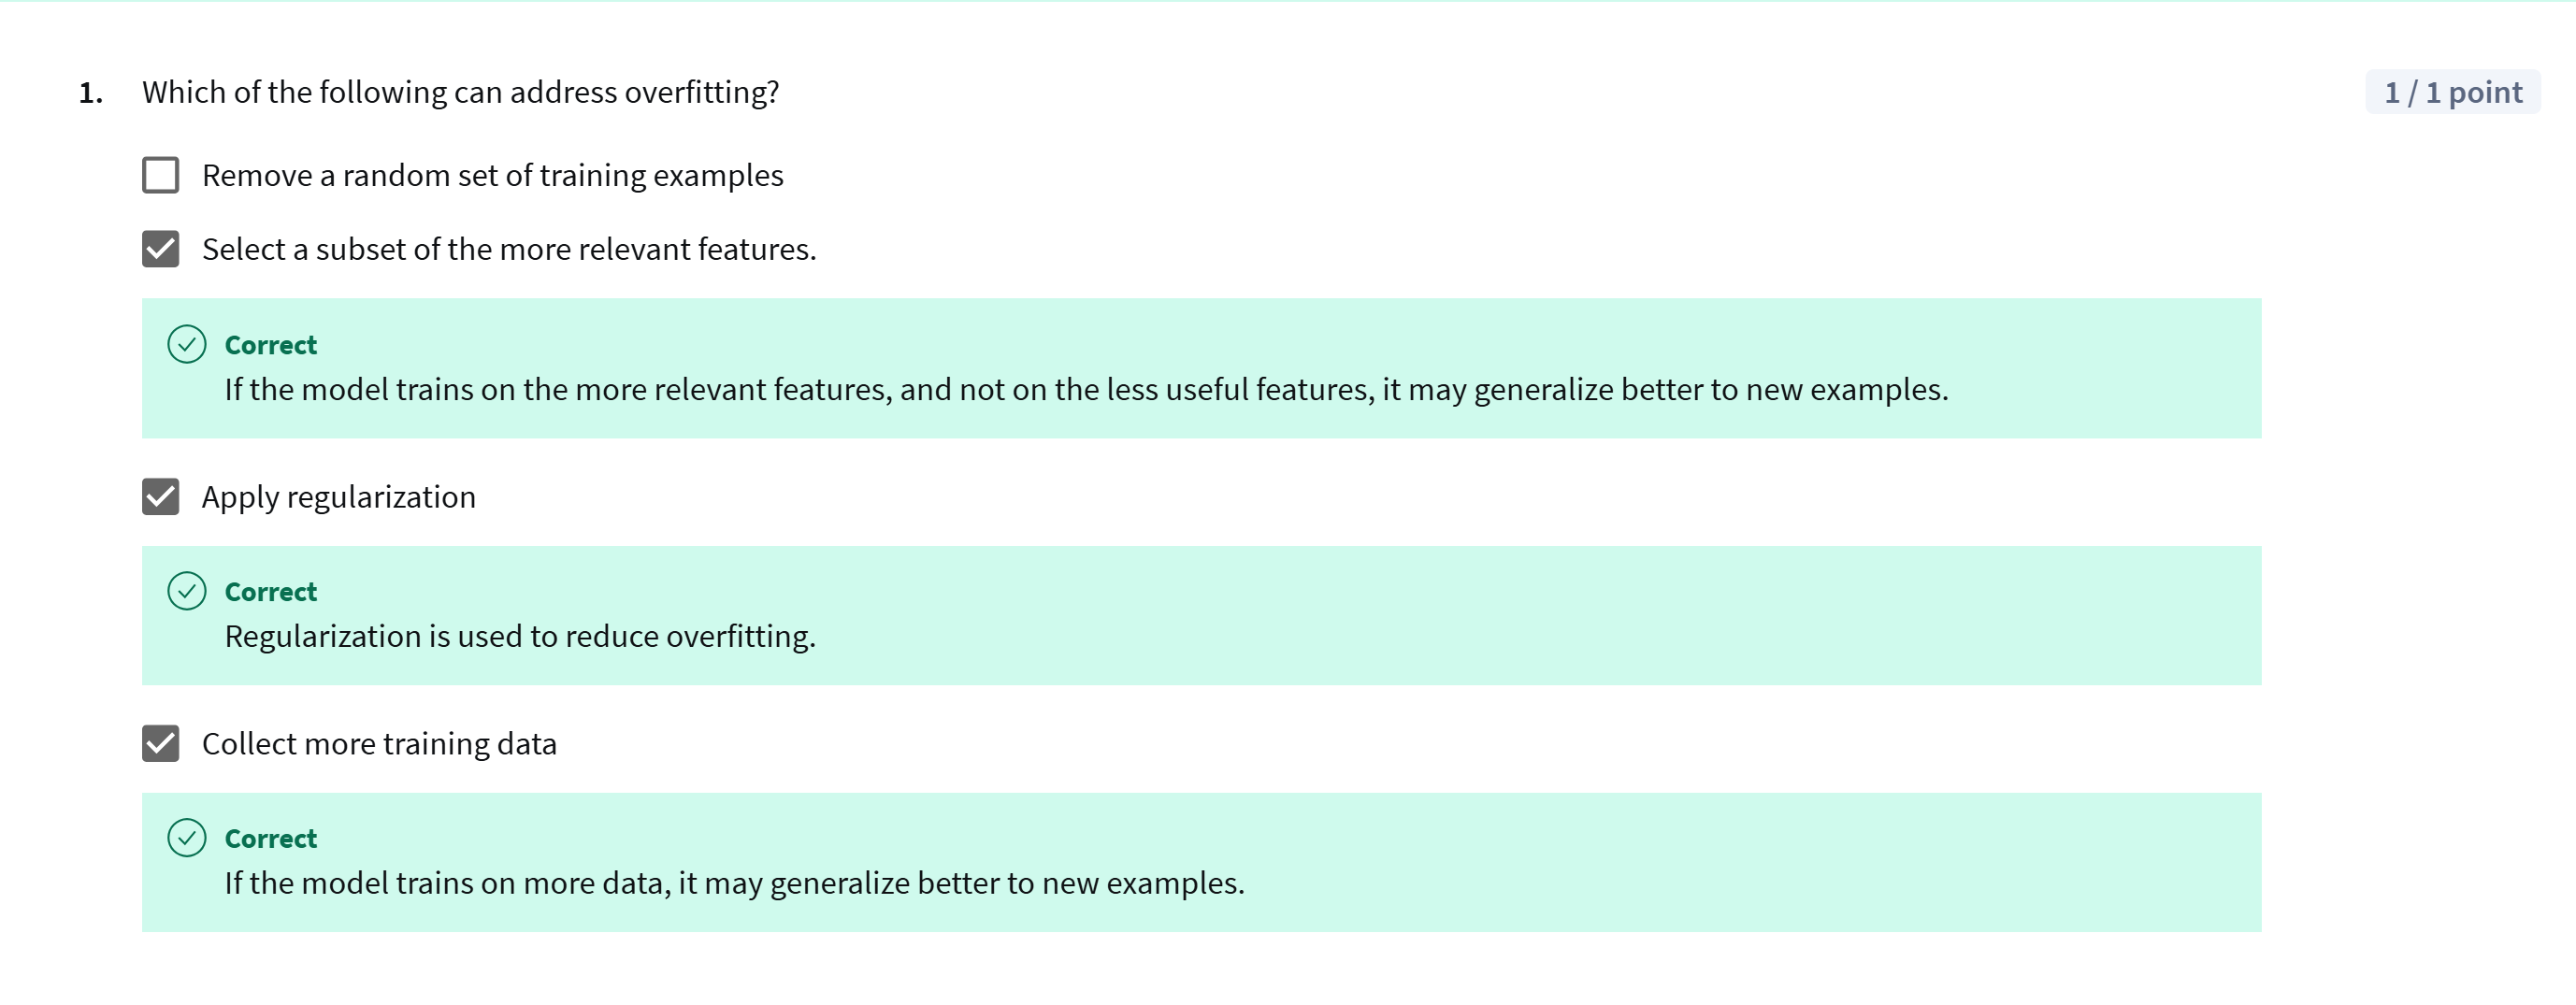 1. Which of the following can address overfitting?
1 / 1 point
Remove a random set of training examples
Select a subset of the more relevant features.
Correct
If the model trains on the more relevant features, and not on the less useful features, it may generalize better to new examples.
Apply regularization
Correct
Regularization is used to reduce overfitting.
Collect more training data
Correct
If the model trains on more data, it may generalize better to new examples.